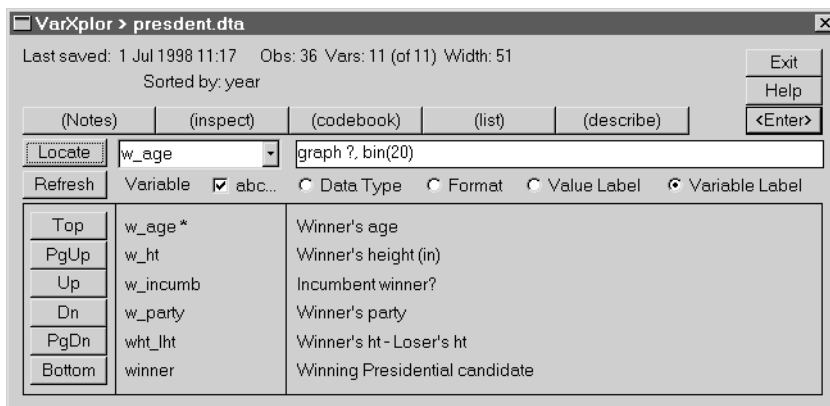 VarXplor > presdent.dta
Last saved: 1 Jul 1998 11:17 Obs: 36 Vars: 11 (of 11) Width: 51
Sorted by: year
Exit
Help
(Notes) (inspect) (codebook) (list) (describe) <Enter>
Locate w_age graph ?, bin(20)
Refresh Variable abc... Data Type Format Value Label Variable Label
Top w_age * Winner's age
PgUp w_ht Winner's height (in)
Up w_incumb Incumbent winner?
Dn w_party Winner's party
PgDn wht_lht Winner's ht - Loser's ht
Bottom winner Winning Presidential candidate